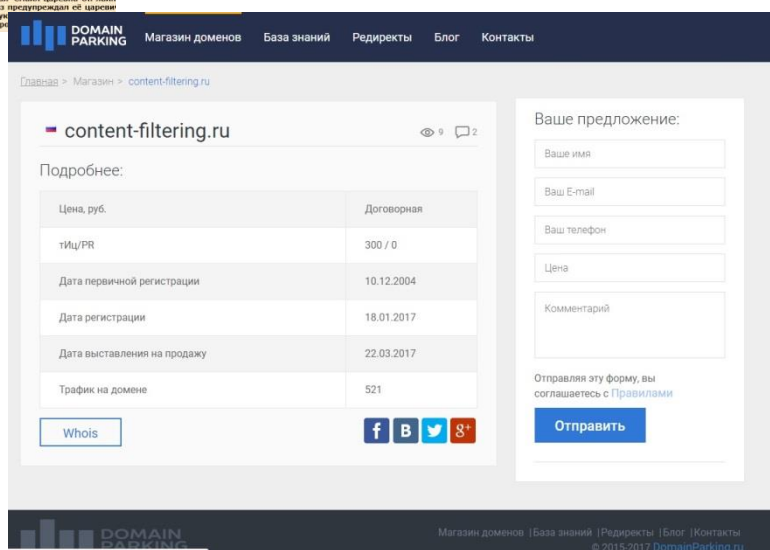 з предупреждал её царевич
DOMAIN
PARKING
Магазин доменов База знаний Редиректы Блог Контакты
Главная > Магазин > content-filtering.ru
content-filtering.ru
9 2
Подробнее:
Цена, руб. Договорная
тИц/PR 300 / 0
Дата первичной регистрации 10.12.2004
Дата регистрации 18.01.2017
Дата выставления на продажу 22.03.2017
Трафик на домене 521
Whois
f B 8+
Ваше предложение:
Ваше имя
Ваш E-mail
Ваш телефон
Цена
Комментарий
Отправляя эту форму, вы
соглашаетесь с Правилами
Отправить
DOMAIN
PARKING
Магазин доменов | База знаний | Редиректы | Блог | Контакты
© 2015-2017 DomainParking.ru